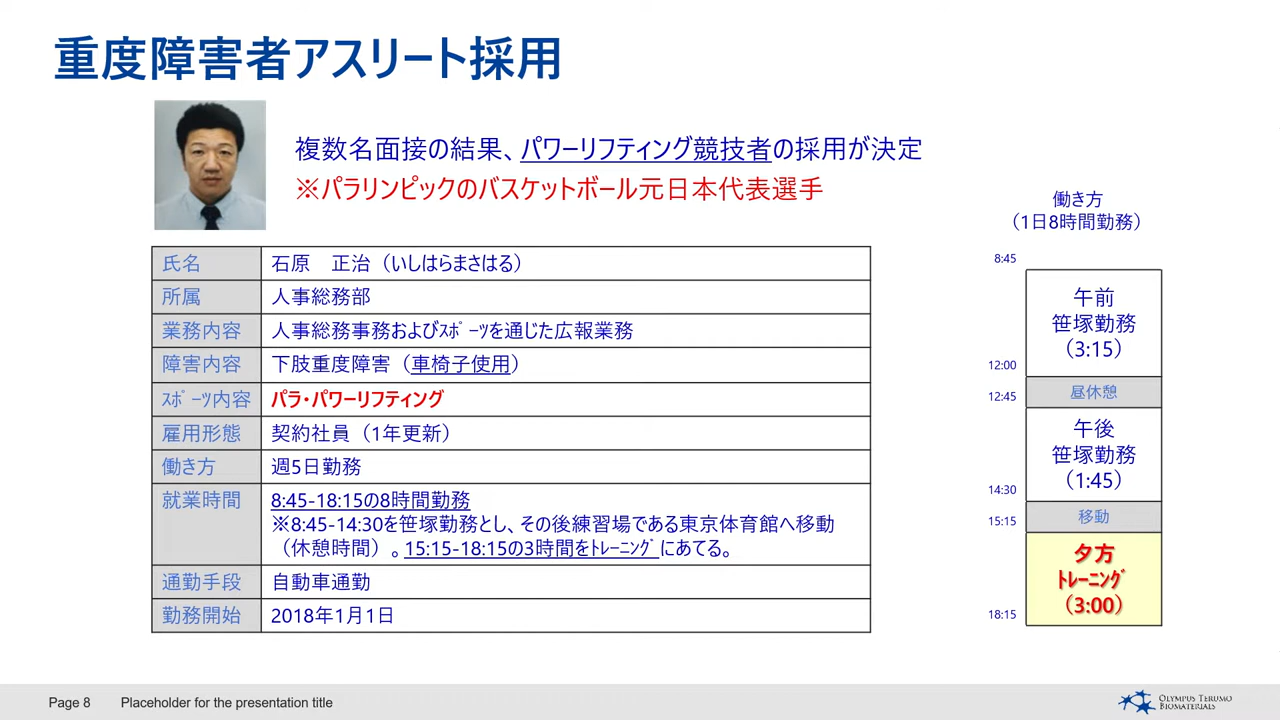 重度障害者アスリート採用
複数名面接の結果、パワーリフティング競技者の採用が決定
※パラリンピックのバスケットボール元日本代表選手
氏名 石原　正治（いしはらまさはる）
所属 人事総務部
業務内容 人事総務事務およびｽﾎﾟｰﾂを通じた広報業務
障害内容 下肢重度障害（車椅子使用）
ｽﾎﾟｰﾂ内容 パラ・パワーリフティング
雇用形態 契約社員（1年更新）
働き方 週5日勤務
就業時間 8:45-18:15の8時間勤務
※8:45-14:30を笹塚勤務とし、その後練習場である東京体育館へ移動
（休憩時間）。15:15-18:15の3時間をﾄﾚｰﾆﾝｸﾞにあてる。
通勤手段 自動車通勤
勤務開始 2018年1月1日
働き方
（1日8時間勤務）
8:45
午前
笹塚勤務
（3:15）
12:00
昼休憩
12:45
午後
笹塚勤務
（1:45）
14:30
移動
15:15
夕方
ﾄﾚｰﾆﾝｸﾞ
（3:00）
18:15
Page 8 Placeholder for the presentation title
OLYMPUS TERUMO
BIOMATERIALS